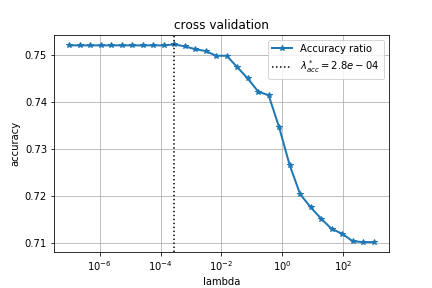 cross validation
0.75
0.74
0.73
0.72
0.71
accuracy
Accuracy ratio
λ*acc = 2.8e − 04
10⁻⁶
10⁻⁴
10⁻²
10⁰
10²
lambda